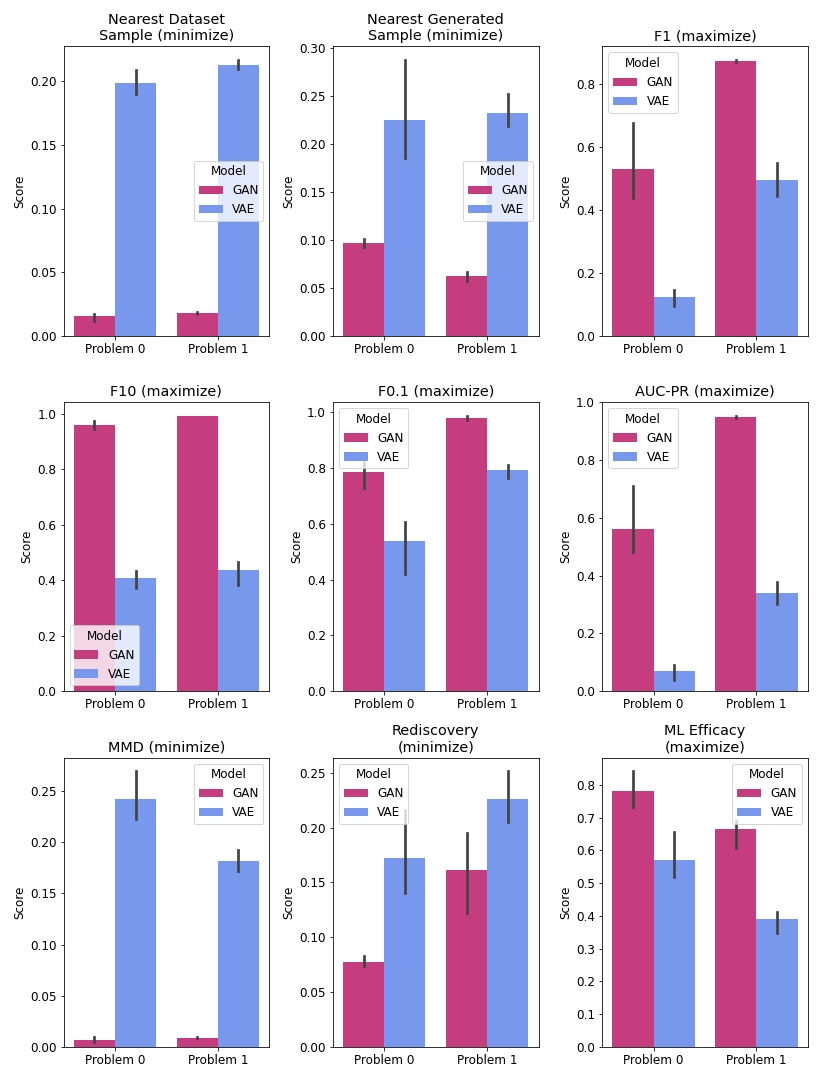 Nearest Dataset
Sample (minimize)
Score
0.20
0.15
0.10
0.05
0.00
Model
GAN
VAE
Problem 0
Problem 1
Nearest Generated
Sample (minimize)
Score
0.30
0.25
0.20
0.15
0.10
0.05
0.00
Model
GAN
VAE
Problem 0
Problem 1
F1 (maximize)
Score
0.8
0.6
0.4
0.2
0.0
Model
GAN
VAE
Problem 0
Problem 1
F10 (maximize)
Score
1.0
0.8
0.6
0.4
0.2
0.0
Model
GAN
VAE
Problem 0
Problem 1
F0.1 (maximize)
Score
1.0
0.8
0.6
0.4
0.2
0.0
Model
GAN
VAE
Problem 0
Problem 1
AUC-PR (maximize)
Score
1.0
0.8
0.6
0.4
0.2
0.0
Model
GAN
VAE
Problem 0
Problem 1
MMD (minimize)
Score
0.25
0.20
0.15
0.10
0.05
0.00
Model
GAN
VAE
Problem 0
Problem 1
Rediscovery
(minimize)
Score
0.25
0.20
0.15
0.10
0.05
0.00
Model
GAN
VAE
Problem 0
Problem 1
ML Efficacy
(maximize)
Score
0.8
0.7
0.6
0.5
0.4
0.3
0.2
0.1
0.0
Model
GAN
VAE
Problem 0
Problem 1